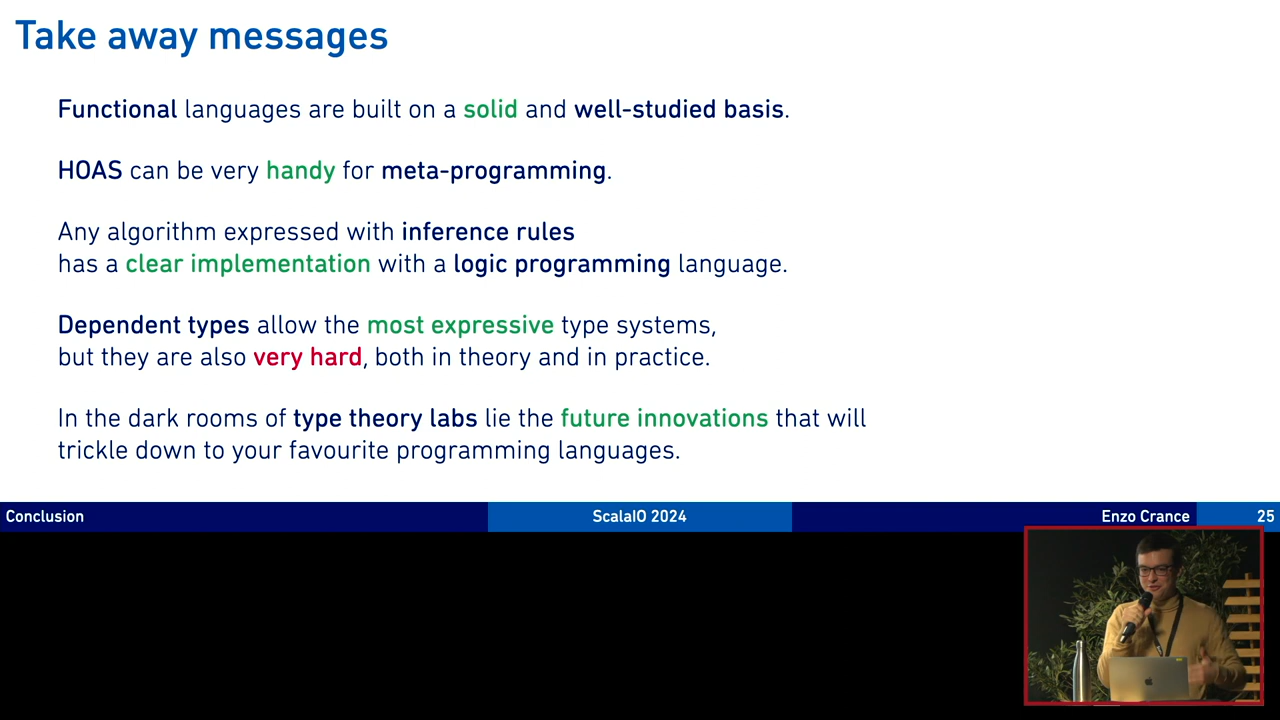 Take away messages
Functional languages are built on a solid and well-studied basis.
HOAS can be very handy for meta-programming.
Any algorithm expressed with inference rules
has a clear implementation with a logic programming language.
Dependent types allow the most expressive type systems,
but they are also very hard, both in theory and in practice.
In the dark rooms of type theory labs lie the future innovations that will
trickle down to your favourite programming languages.
Conclusion
ScalaIO 2024
Enzo Crance
25